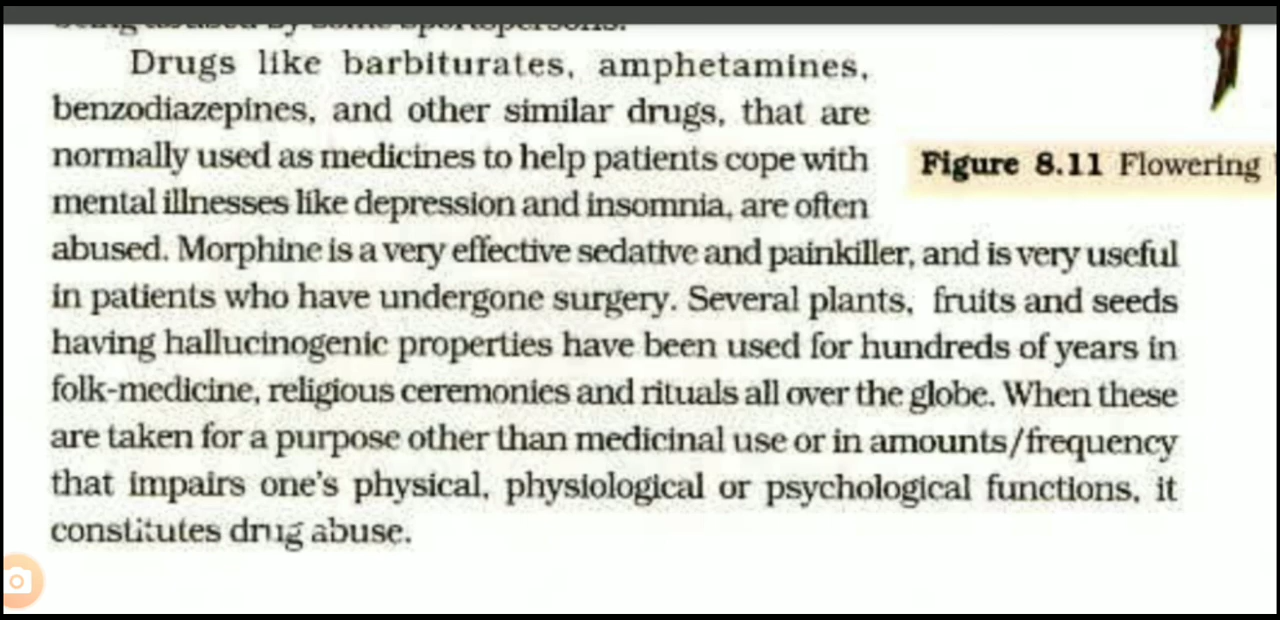 Drugs like barbiturates, amphetamines,
benzodiazepines, and other similar drugs, that are
normally used as medicines to help patients cope with
mental illnesses like depression and insomnia, are often
abused. Morphine is a very effective sedative and painkiller, and is very useful
in patients who have undergone surgery. Several plants, fruits and seeds
having hallucinogenic properties have been used for hundreds of years in
folk-medicine, religious ceremonies and rituals all over the globe. When these
are taken for a purpose other than medicinal use or in amounts/frequency
that impairs one's physical, physiological or psychological functions, it
constitutes drug abuse.
Figure 8.11 Flowering